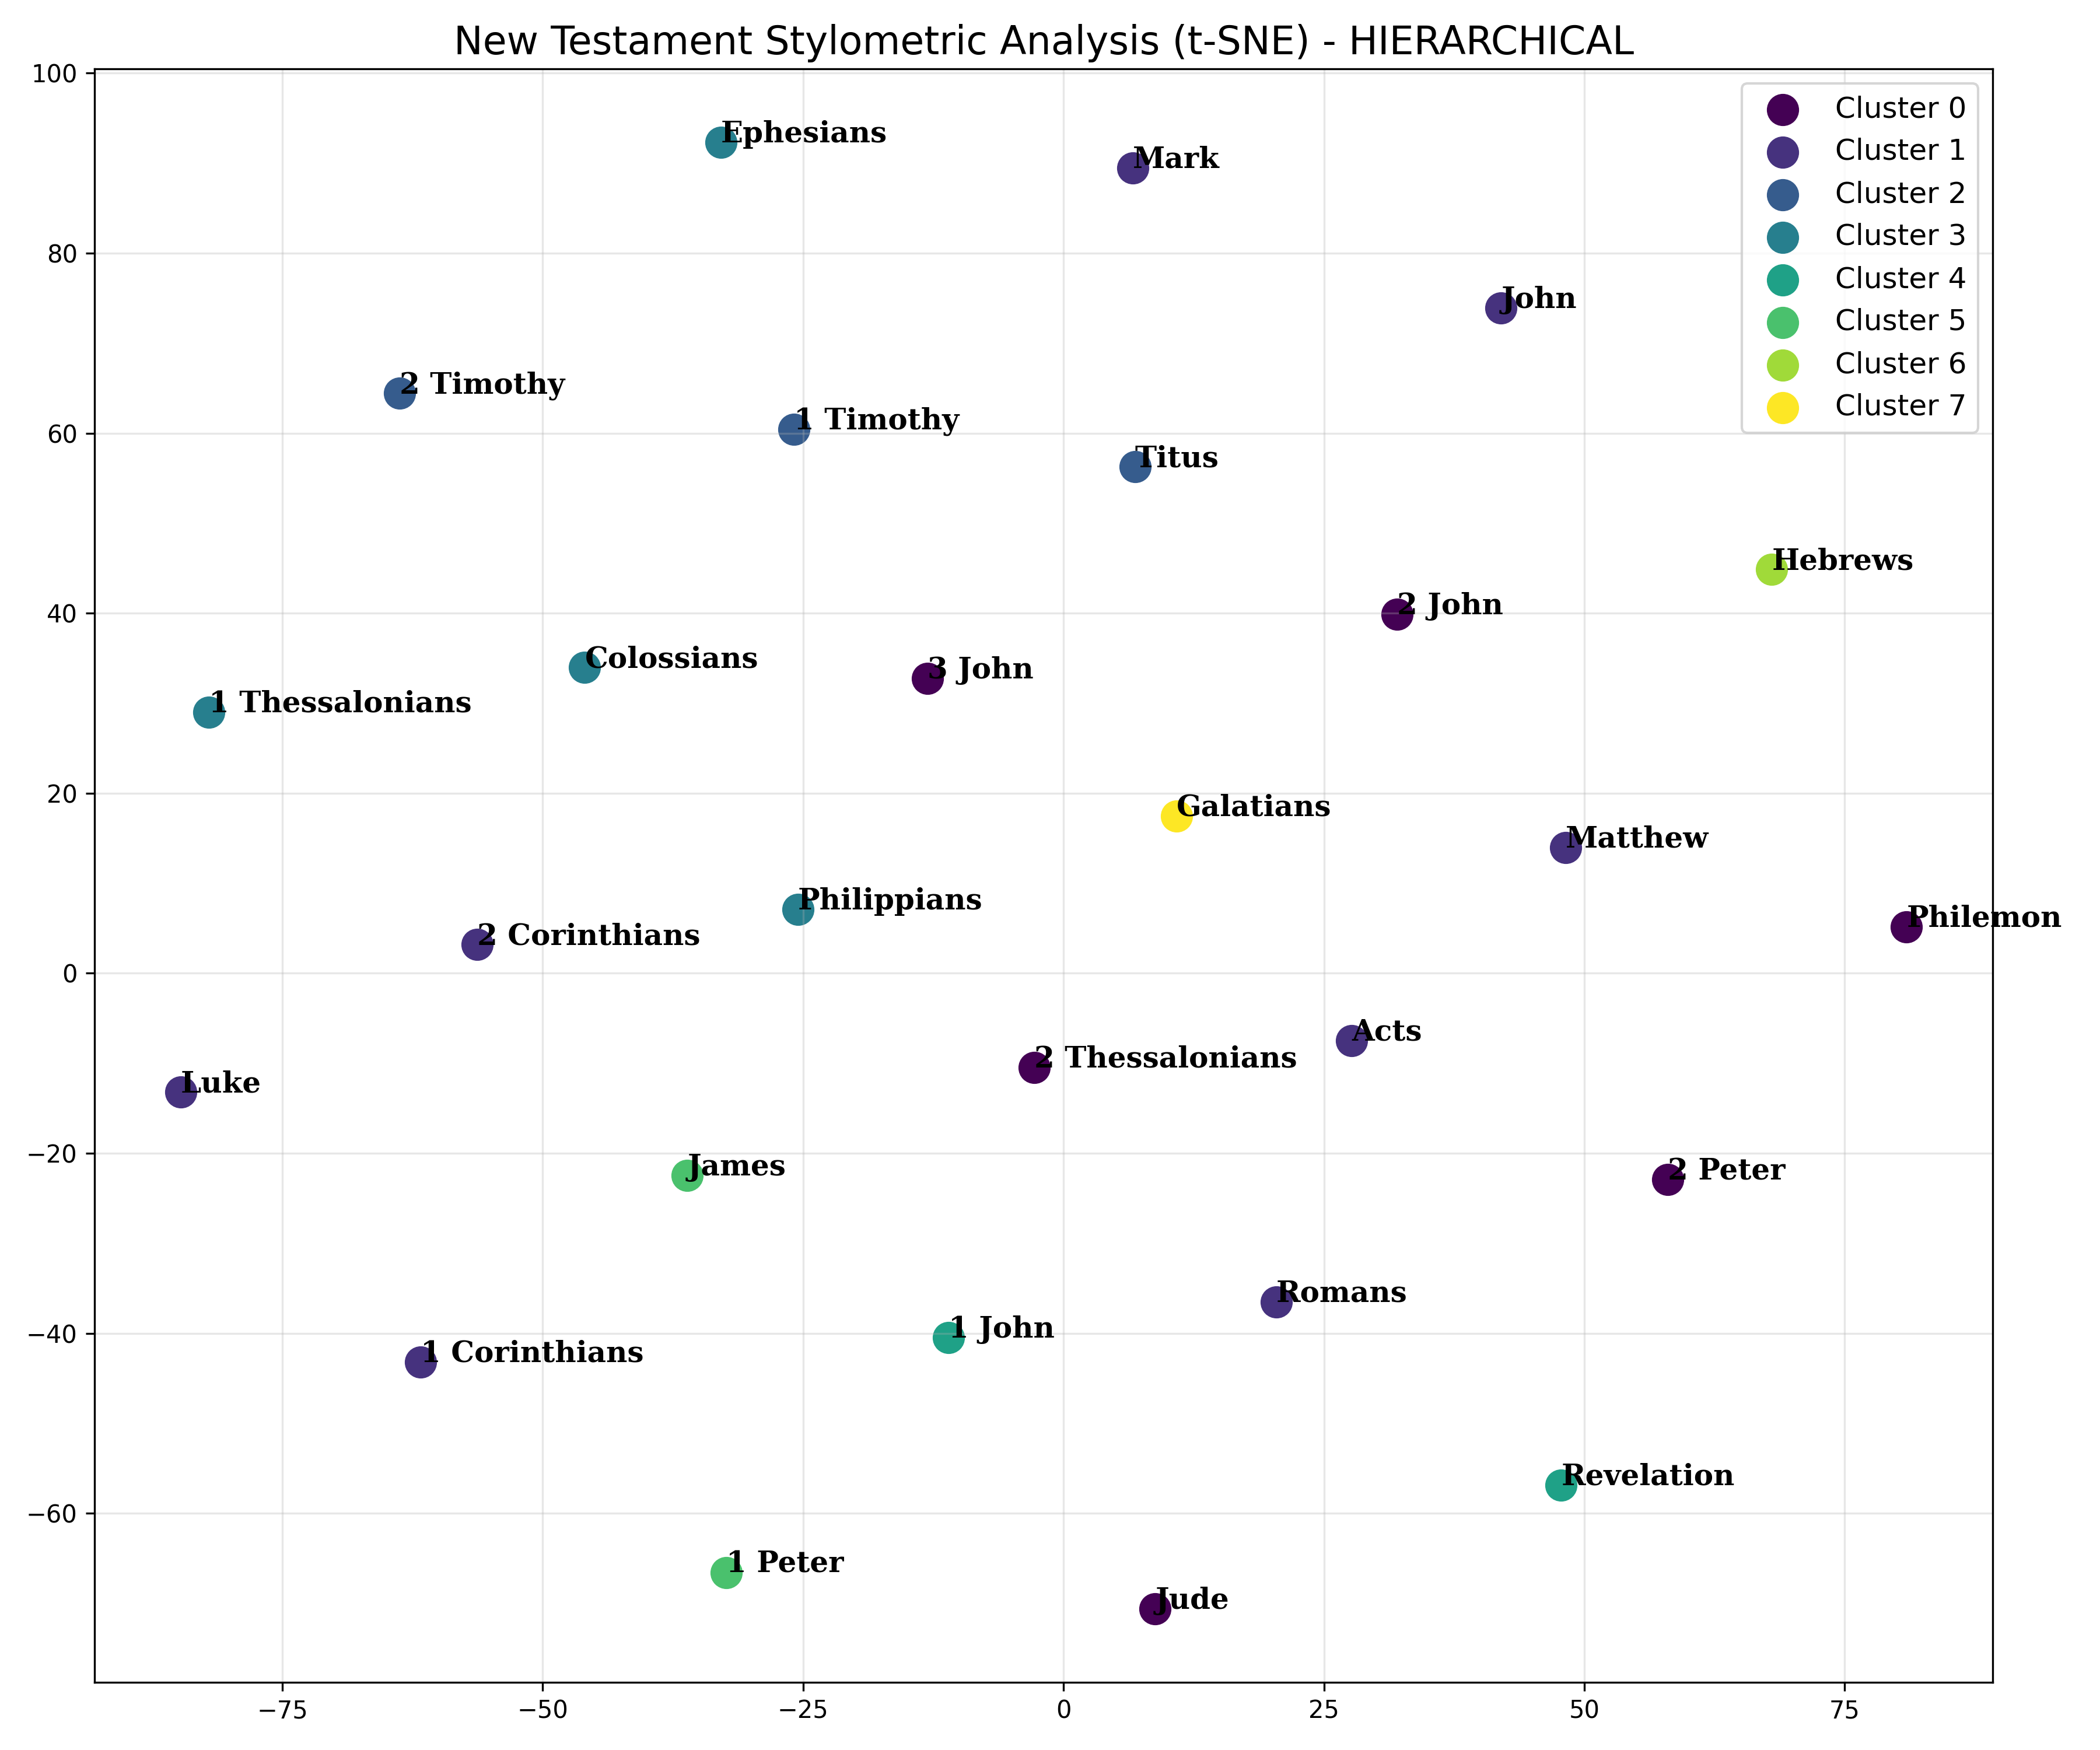 New Testament Stylometric Analysis (t-SNE) - HIERARCHICAL
100
80
60
40
20
0
−20
−40
−60
Ephesians
Mark
John
2 Timothy
1 Timothy
Titus
Hebrews
2 John
Colossians
3 John
1 Thessalonians
Galatians
Matthew
Philippians
Philemon
2 Corinthians
Acts
2 Thessalonians
Luke
James
2 Peter
Romans
1 John
1 Corinthians
Revelation
1 Peter
Jude
Cluster 0
Cluster 1
Cluster 2
Cluster 3
Cluster 4
Cluster 5
Cluster 6
Cluster 7
−75 −50 −25 0 25 50 75